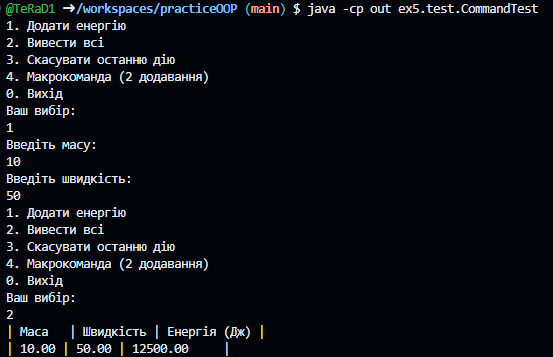 @TeRaD1 ➜/workspaces/practiceOOP (main) $ java -cp out ex5.test.CommandTest
1. Додати енергію
2. Вивести всі
3. Скасувати останню дію
4. Макрокоманда (2 додавання)
0. Вихід
Ваш вибір:
1
Введіть масу:
10
Введіть швидкість:
50
1. Додати енергію
2. Вивести всі
3. Скасувати останню дію
4. Макрокоманда (2 додавання)
0. Вихід
Ваш вибір:
2
| Маса   | Швидкість | Енергія (Дж) |
| 10.00 | 50.00 | 12500.00     |